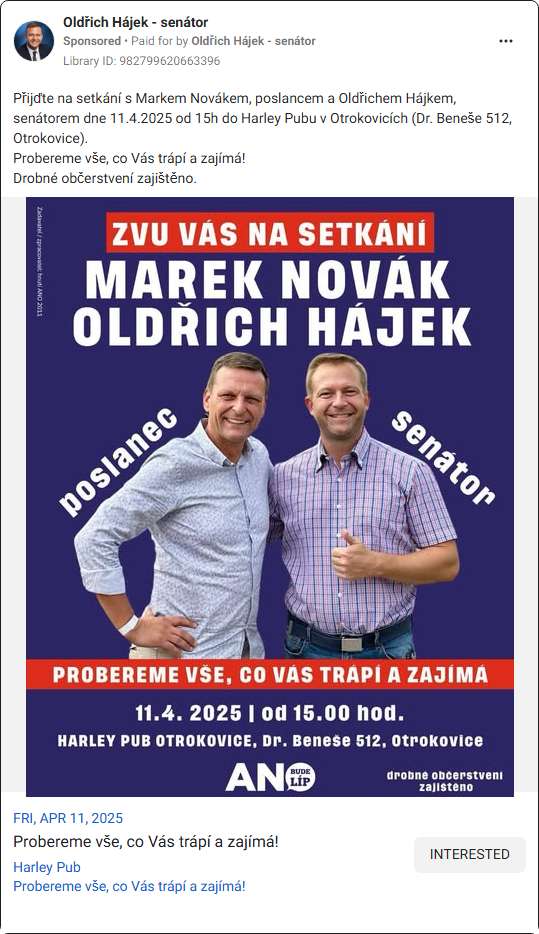 Oldřich Hájek - senátor
Sponsored • Paid for by Oldřich Hájek - senátor
Library ID: 982799620663396
Přijďte na setkání s Markem Novákem, poslancem a Oldřichem Hájkem,
senátorem dne 11.4.2025 od 15h do Harley Pubu v Otrokovicích (Dr. Beneše 512,
Otrokovice).
Probereme vše, co Vás trápí a zajímá!
Drobné občerstvení zajištěno.
Zadavatel / zpracovatel: hnutí ANO 2011
ZVU VÁS NA SETKÁNÍ
MAREK NOVÁK
OLDŘICH HÁJEK
poslanec
senátor
PROBEREME VŠE, CO VÁS TRÁPÍ A ZAJÍMÁ
11.4. 2025 | od 15.00 hod.
HARLEY PUB OTROKOVICE, Dr. Beneše 512, Otrokovice
ANO BUDE LÍP
drobné občerstvení
zajištěno
FRI, APR 11, 2025
Probereme vše, co Vás trápí a zajímá!
INTERESTED
Harley Pub
Probereme vše, co Vás trápí a zajímá!